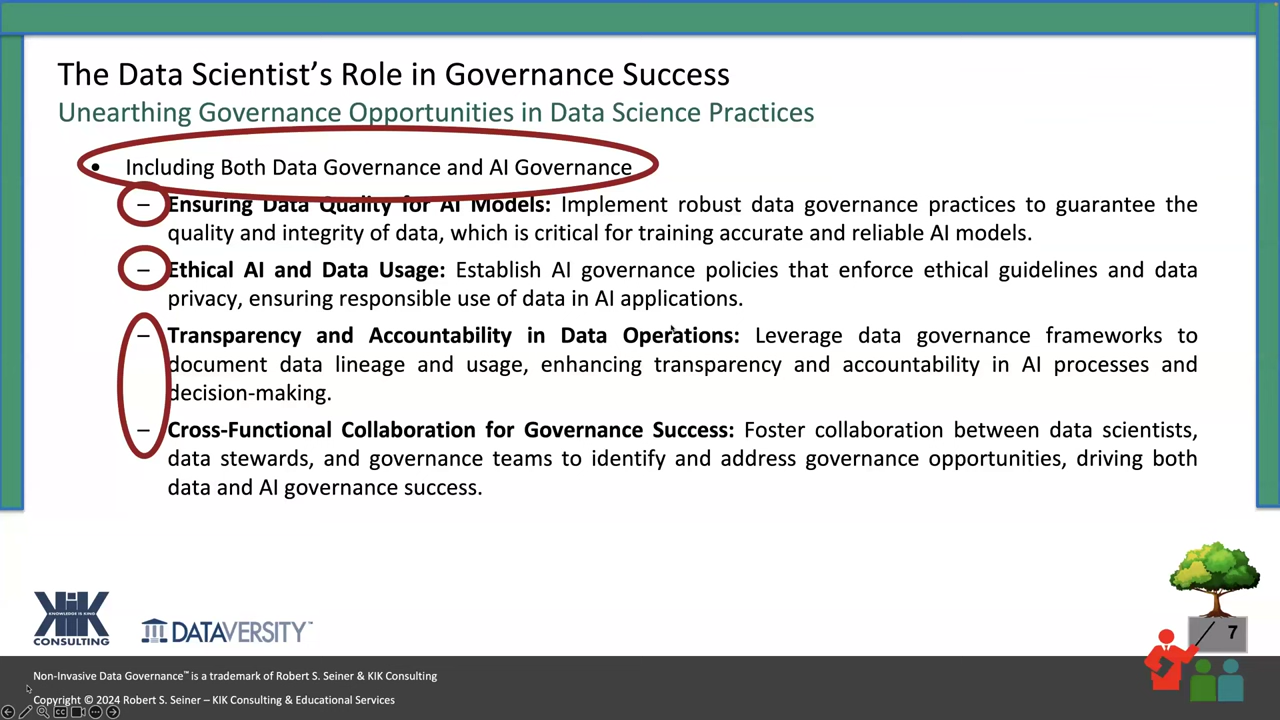 The Data Scientist's Role in Governance Success
Unearthing Governance Opportunities in Data Science Practices
• Including Both Data Governance and AI Governance
– Ensuring Data Quality for AI Models: Implement robust data governance practices to guarantee the
quality and integrity of data, which is critical for training accurate and reliable AI models.
– Ethical AI and Data Usage: Establish AI governance policies that enforce ethical guidelines and data
privacy, ensuring responsible use of data in AI applications.
– Transparency and Accountability in Data Operations: Leverage data governance frameworks to
document data lineage and usage, enhancing transparency and accountability in AI processes and
decision-making.
– Cross-Functional Collaboration for Governance Success: Foster collaboration between data scientists,
data stewards, and governance teams to identify and address governance opportunities, driving both
data and AI governance success.
KIK
KNOWLEDGE IS KING
CONSULTING
DATAVERSITY™
7
Non-Invasive Data Governance™ is a trademark of Robert S. Seiner & KIK Consulting
Copyright © 2024 Robert S. Seiner – KIK Consulting & Educational Services